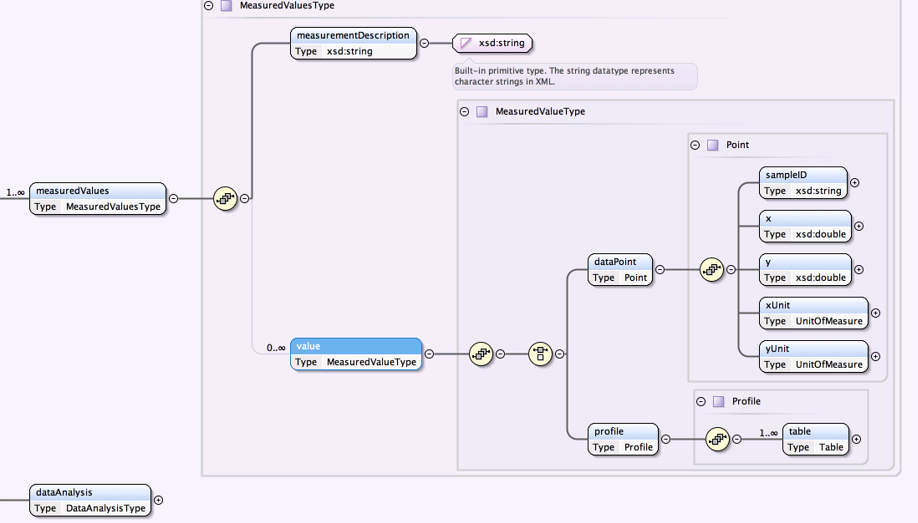 MeasuredValuesType
measurementDescription
Type xsd:string
xsd:string
Built-in primitive type. The string datatype represents
character strings in XML.
MeasuredValueType
Point
sampleID
Type xsd:string
1..∞
measuredValues
Type MeasuredValuesType
x
Type xsd:double
dataPoint
Type Point
y
Type xsd:double
xUnit
Type UnitOfMeasure
0..∞
value
Type MeasuredValueType
yUnit
Type UnitOfMeasure
Profile
profile
Type Profile
1..∞
table
Type Table
dataAnalysis
Type DataAnalysisType